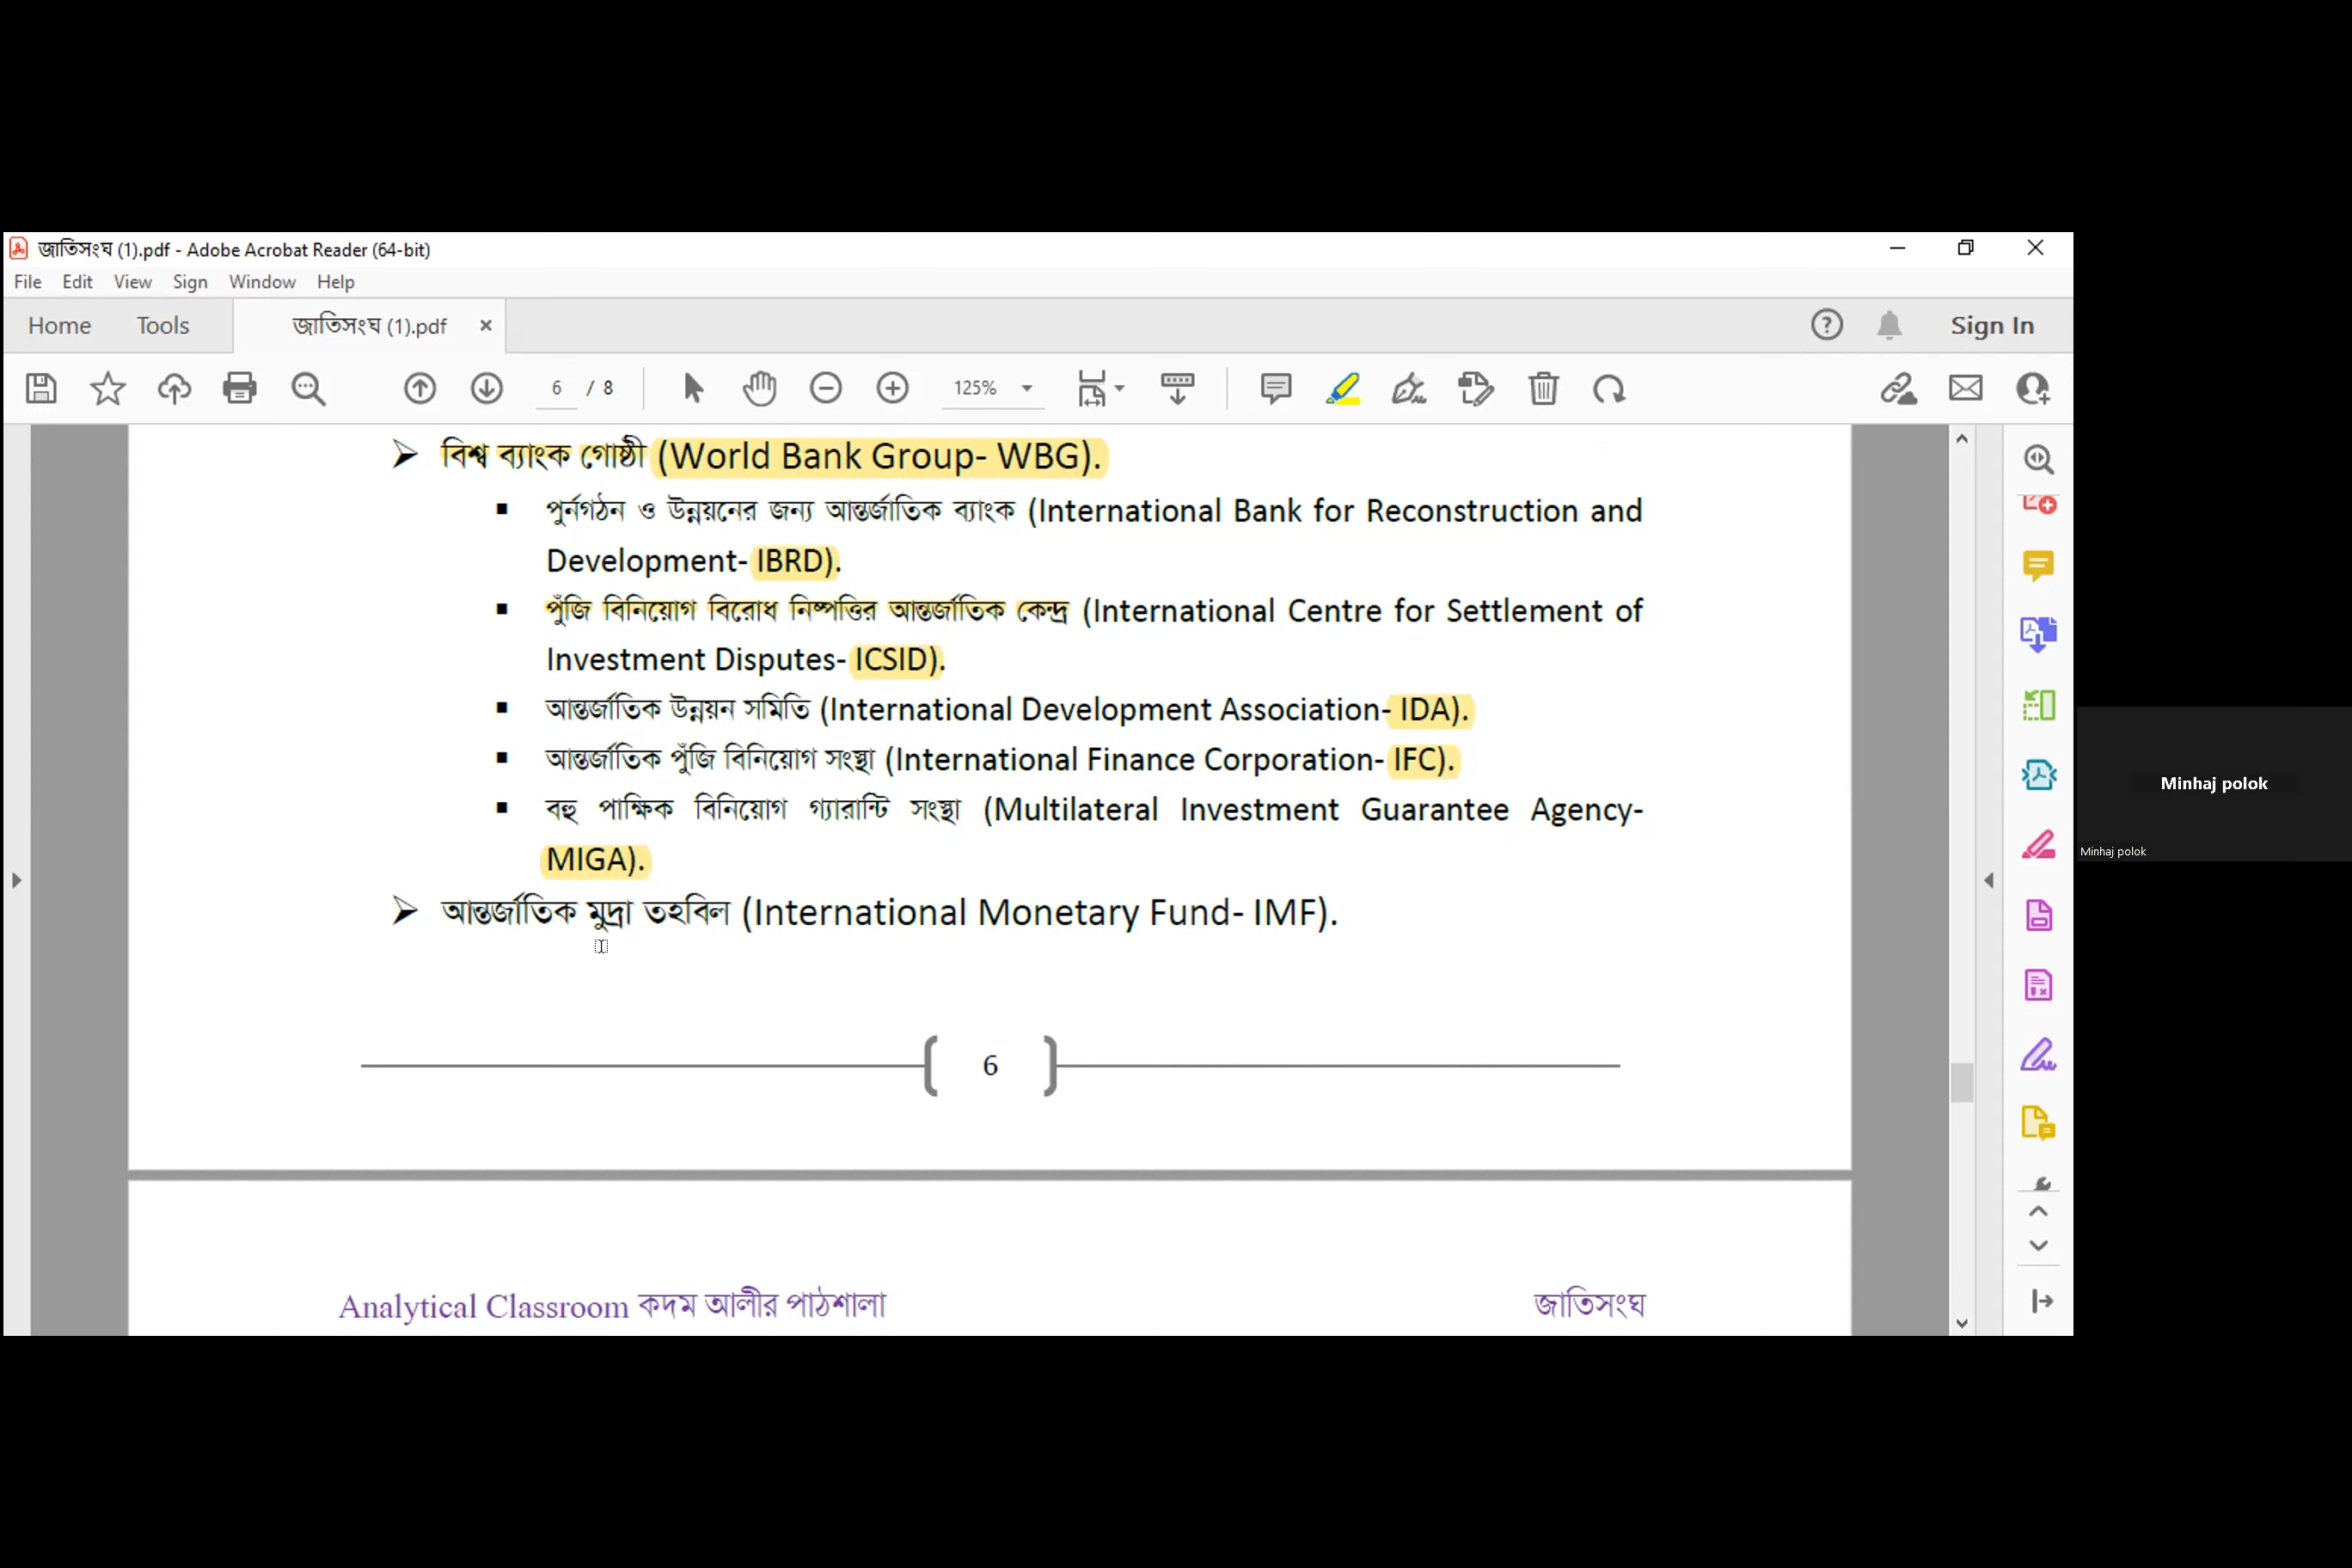 জাতিসংঘ (1).pdf - Adobe Acrobat Reader (64-bit)
File Edit View Sign Window Help
Home Tools জাতিসংঘ (1).pdf Sign In
6 / 8 125%
বিশ্ব ব্যাংক গোষ্ঠী (World Bank Group- WBG).
পুর্নগঠন ও উন্নয়নের জন্য আন্তর্জাতিক ব্যাংক (International Bank for Reconstruction and
Development- IBRD).
পুঁজি বিনিয়োগ বিরোধ নিষ্পত্তির আন্তর্জাতিক কেন্দ্র (International Centre for Settlement of
Investment Disputes- ICSID).
আন্তর্জাতিক উন্নয়ন সমিতি (International Development Association- IDA).
আন্তর্জাতিক পুঁজি বিনিয়োগ সংস্থা (International Finance Corporation- IFC).
বহু পাক্ষিক বিনিয়োগ গ্যারান্টি সংস্থা (Multilateral Investment Guarantee Agency-
MIGA).
আন্তর্জাতিক মুদ্রা তহবিল (International Monetary Fund- IMF).
6
Analytical Classroom কদম আলীর পাঠশালা জাতিসংঘ
Minhaj polok
Minhaj polok